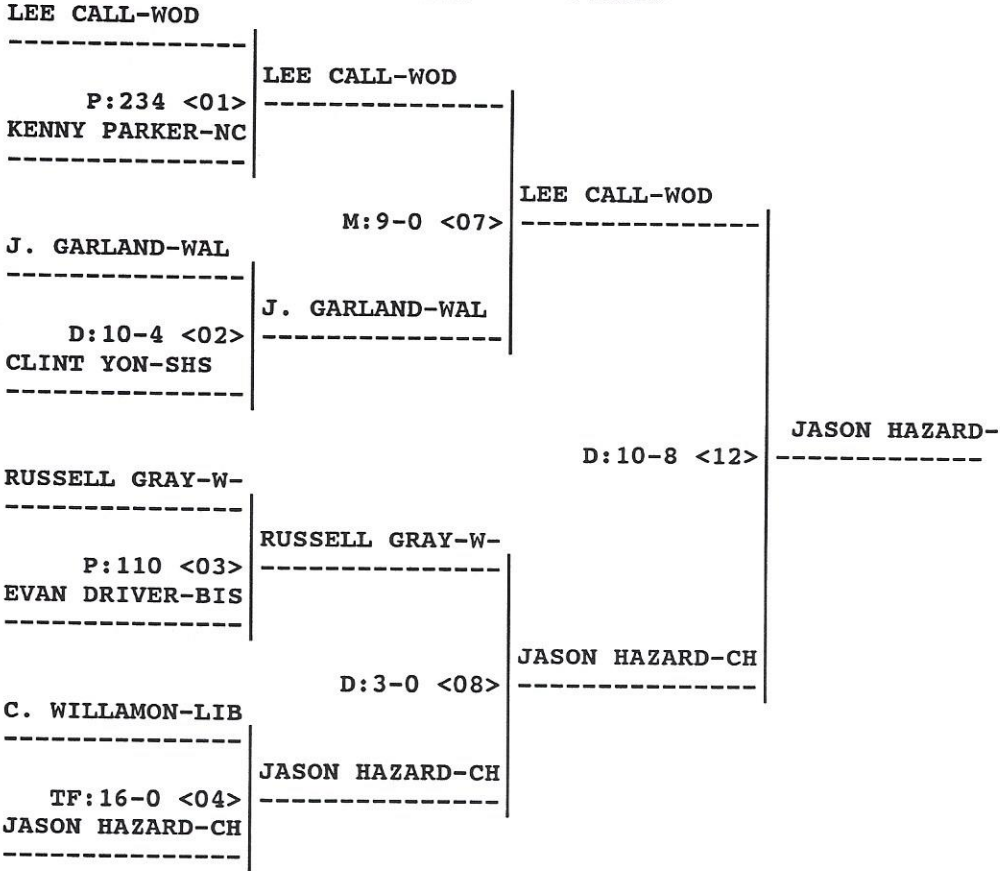 LEE CALL-WOD
LEE CALL-WOD
P:234 <01>
KENNY PARKER-NC
LEE CALL-WOD
M:9-0 <07>
J. GARLAND-WAL
J. GARLAND-WAL
D:10-4 <02>
CLINT YON-SHS
JASON HAZARD-
D:10-8 <12>
RUSSELL GRAY-W-
RUSSELL GRAY-W-
P:110 <03>
EVAN DRIVER-BIS
JASON HAZARD-CH
D:3-0 <08>
C. WILLAMON-LIB
JASON HAZARD-CH
TF:16-0 <04>
JASON HAZARD-CH